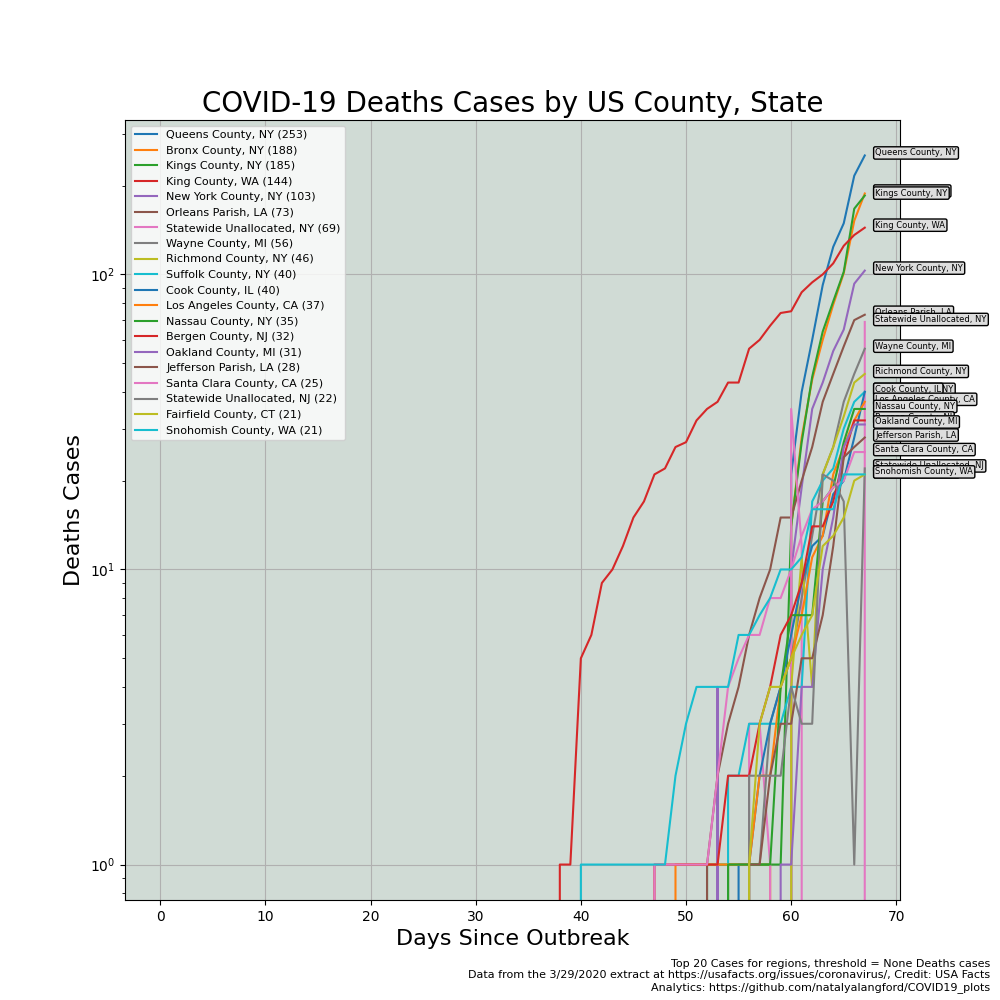 COVID-19 Deaths Cases by US County, State
Queens County, NY (253)
Bronx County, NY (188)
Kings County, NY (185)
King County, WA (144)
New York County, NY (103)
Orleans Parish, LA (73)
Statewide Unallocated, NY (69)
Wayne County, MI (56)
Richmond County, NY (46)
Suffolk County, NY (40)
Cook County, IL (40)
Los Angeles County, CA (37)
Nassau County, NY (35)
Bergen County, NJ (32)
Oakland County, MI (31)
Jefferson Parish, LA (28)
Santa Clara County, CA (25)
Statewide Unallocated, NJ (22)
Fairfield County, CT (21)
Snohomish County, WA (21)
Queens County, NY
Kings County, NY
King County, WA
New York County, NY
Orleans Parish, LA
Statewide Unallocated, NY
Wayne County, MI
Richmond County, NY
Cook County, IL
Los Angeles County, CA
Nassau County, NY
Oakland County, MI
Jefferson Parish, LA
Santa Clara County, CA
Statewide Unallocated, NJ
Snohomish County, WA
Deaths Cases
10²
10¹
10⁰
0 10 20 30 40 50 60 70
Days Since Outbreak
Top 20 Cases for regions, threshold = None Deaths cases
Data from the 3/29/2020 extract at https://usafacts.org/issues/coronavirus/, Credit: USA Facts
Analytics: https://github.com/natalyalangford/COVID19_plots